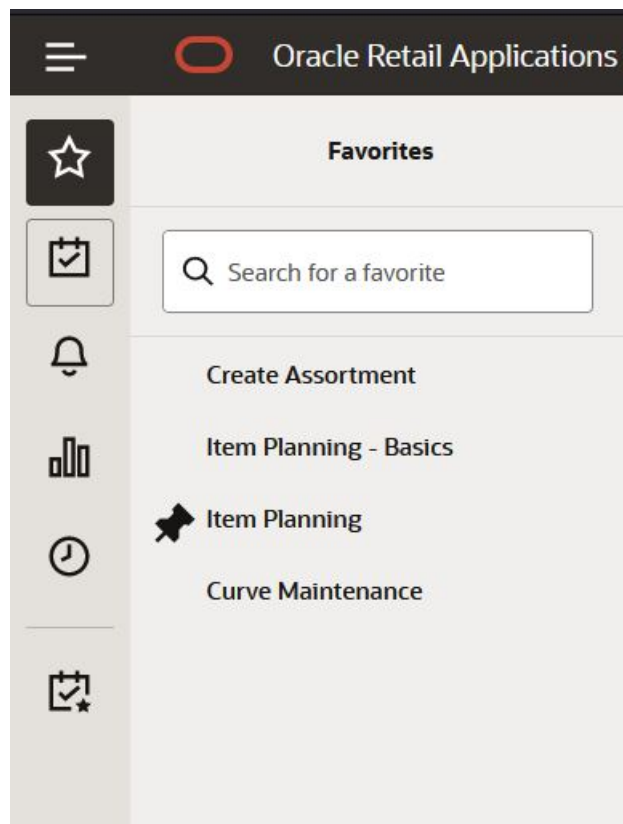 Oracle Retail Applications
Favorites
Search for a favorite
Create Assortment
Item Planning - Basics
Item Planning
Curve Maintenance